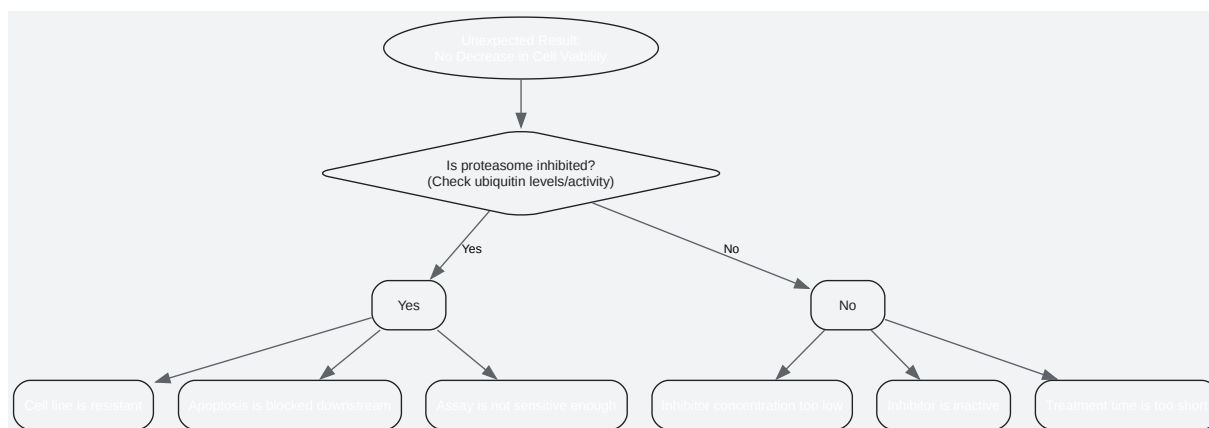 Unexpected Result:
No Decrease in Cell Viability
Is proteasome inhibited?
(Check ubiquitin levels/activity)
Yes
No
Yes
No
Cell line is resistant
Apoptosis is blocked downstream
Assay is not sensitive enough
Inhibitor concentration too low
Inhibitor is inactive
Treatment time is too short